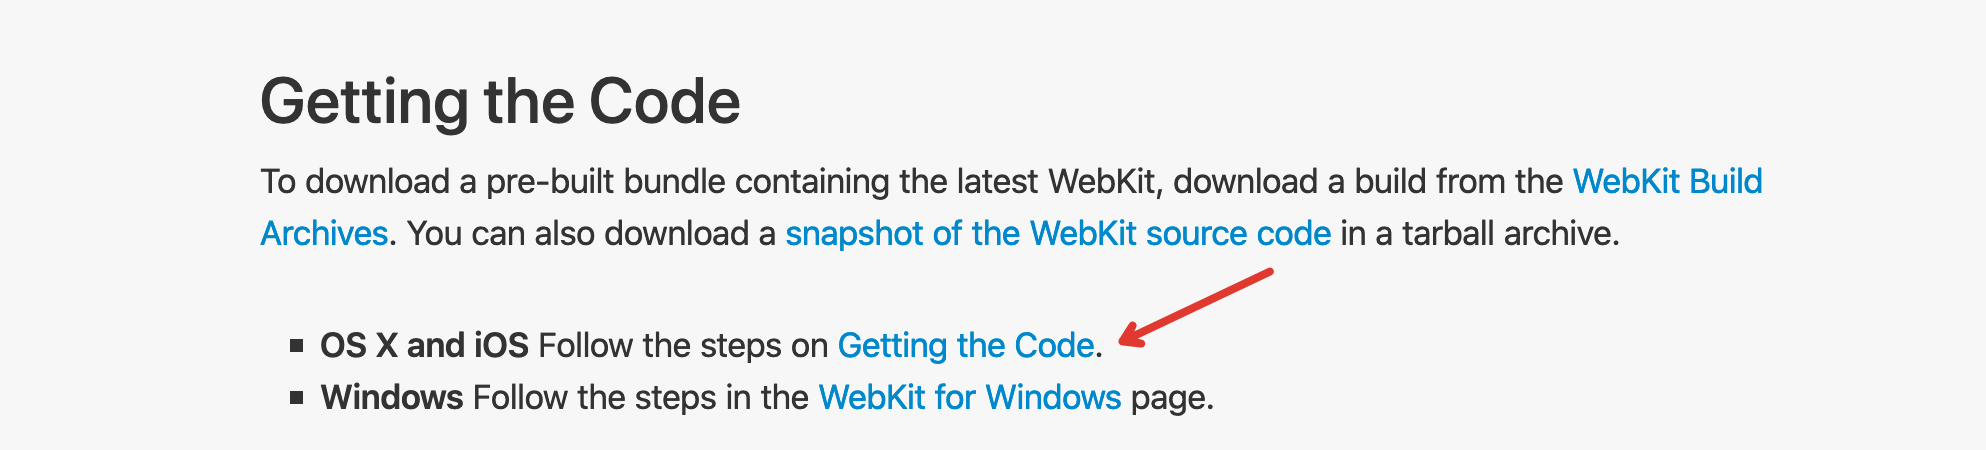 Getting the Code
To download a pre-built bundle containing the latest WebKit, download a build from the WebKit Build
Archives. You can also download a snapshot of the WebKit source code in a tarball archive.
▪ OS X and iOS Follow the steps on Getting the Code.
▪ Windows Follow the steps in the WebKit for Windows page.